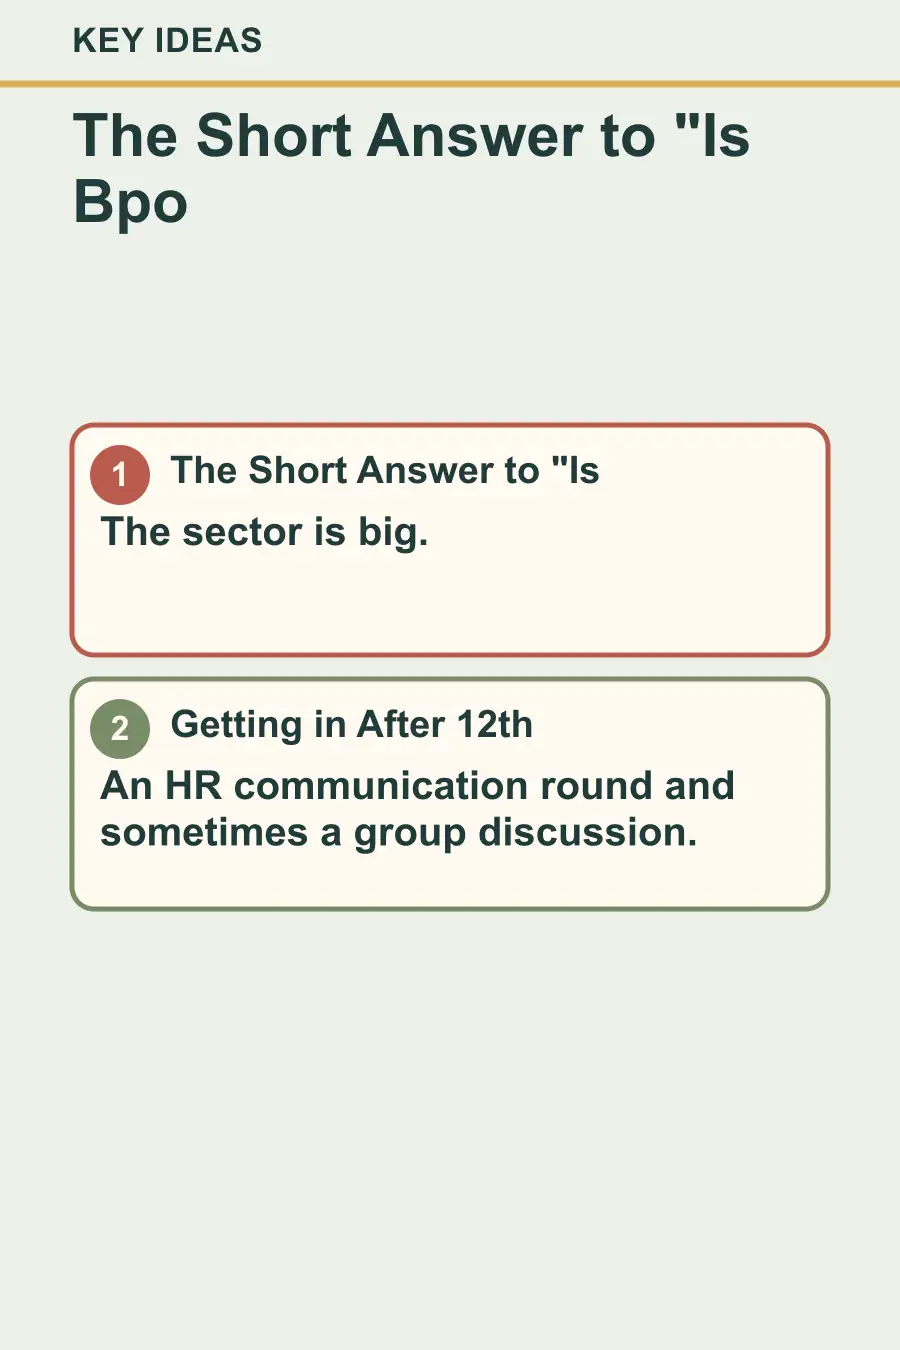 KEY IDEAS
The Short Answer to "Is
Bpo
1
The Short Answer to "Is
The sector is big.
2
Getting in After 12th
An HR communication round and
sometimes a group discussion.